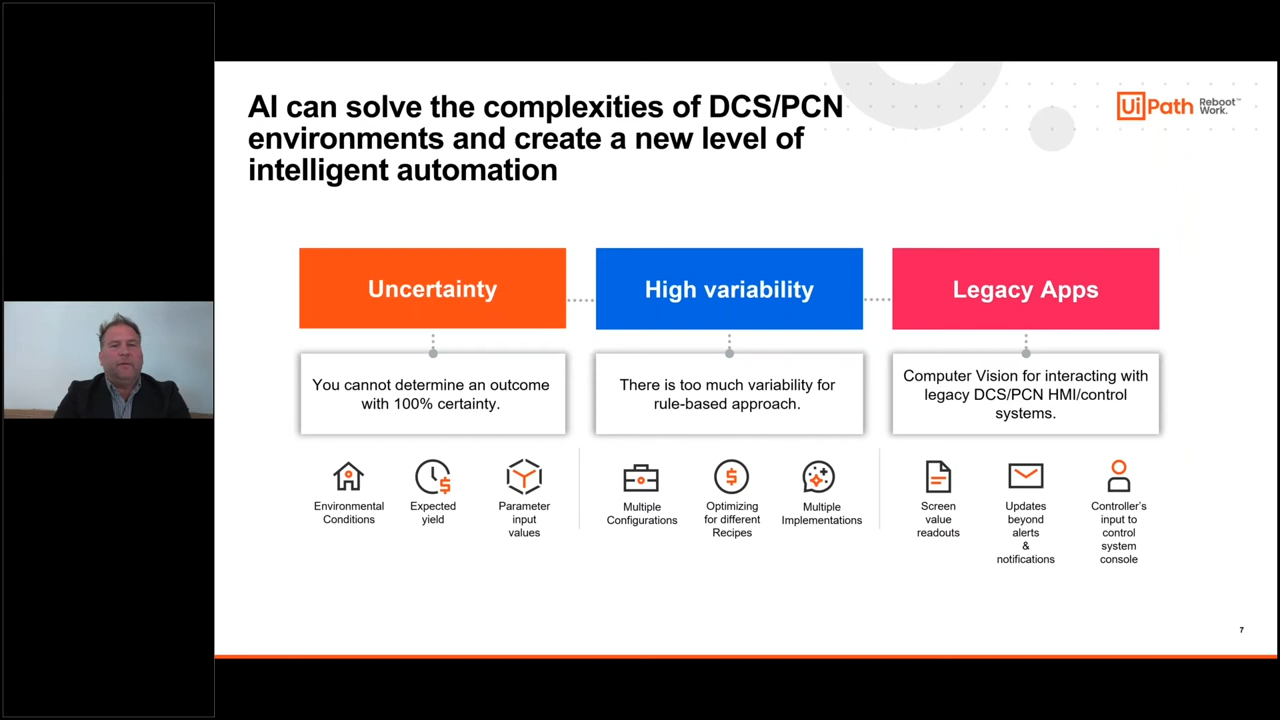 AI can solve the complexities of DCS/PCN
environments and create a new level of
intelligent automation
UiPath Reboot
Work.™
Uncertainty
High variability
Legacy Apps
You cannot determine an outcome
with 100% certainty.
There is too much variability for
rule-based approach.
Computer Vision for interacting with
legacy DCS/PCN HMI/control
systems.
Environmental
Conditions
Expected
yield
Parameter
input
values
Multiple
Configurations
Optimizing
for different
Recipes
Multiple
Implementations
Screen
value
readouts
Updates
beyond
alerts
&
notifications
Controller's
input to
control
system
console
7